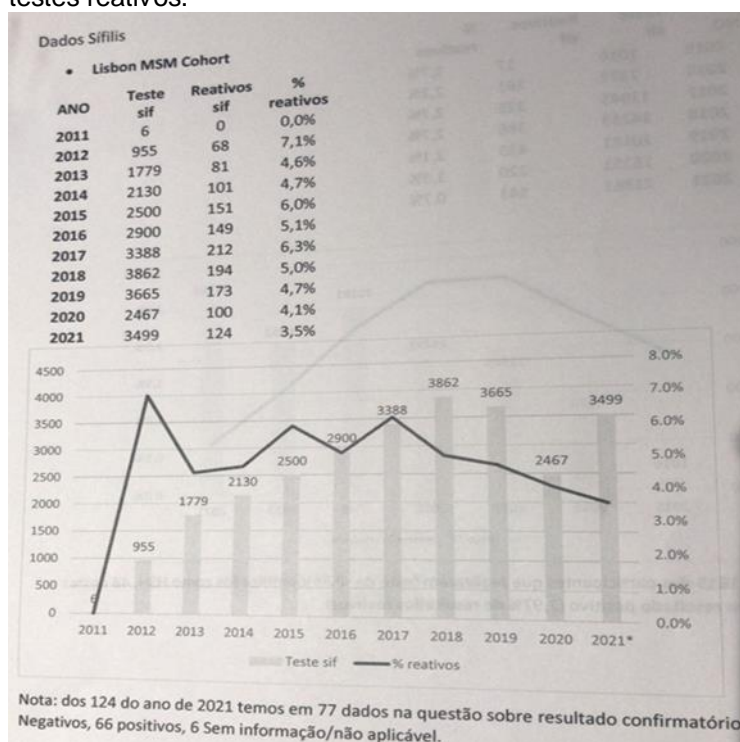 testes reativos.
Dados Sífilis
• Lisbon MSM Cohort
ANO Teste sif Reativos sif % reativos
2011 6 0 0,0%
2012 955 68 7,1%
2013 1779 81 4,6%
2014 2130 101 4,7%
2015 2500 151 6,0%
2016 2900 149 5,1%
2017 3388 212 6,3%
2018 3862 194 5,0%
2019 3665 173 4,7%
2020 2467 100 4,1%
2021 3499 124 3,5%
4500 8.0%
4000 7.0%
3500 6.0%
3000 5.0%
2500 4.0%
2000 3.0%
1500 2.0%
1000 1.0%
500 0.0%
0
6 955 1779 2130 2500 2900 3388 3862 3665 2467 3499
2011 2012 2013 2014 2015 2016 2017 2018 2019 2020 2021*
Teste sif % reativos
Nota: dos 124 do ano de 2021 temos em 77 dados na questão sobre resultado confirmatório
Negativos, 66 positivos, 6 Sem informação/não aplicável.